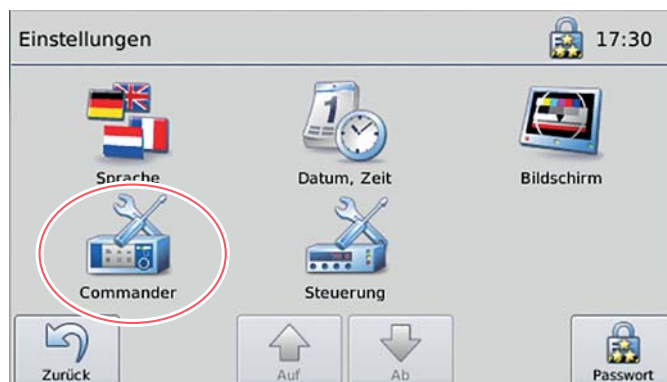 Einstellungen
17:30
Sprache
Datum, Zeit
Bildschirm
Commander
Steuerung
Zurück
Auf
Ab
Passwort